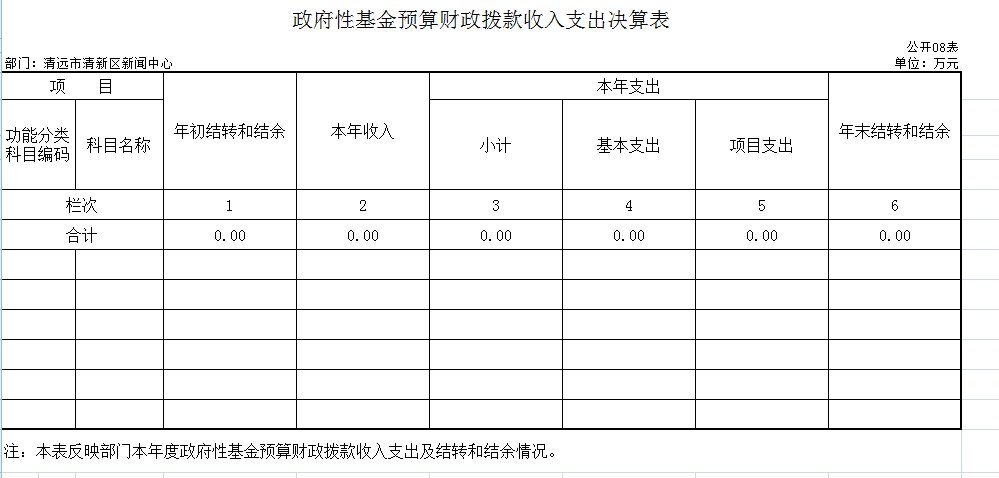 政府性基金预算财政拨款收入支出决算表
公开08表
部门：清远市清新区新闻中心 单位：万元
项 目 年初结转和结余 本年收入 本年支出 年末结转和结余
功能分类科目编码 科目名称 小计 基本支出 项目支出
栏次 1 2 3 4 5 6
合计 0.00 0.00 0.00 0.00 0.00 0.00
注：本表反映部门本年度政府性基金预算财政拨款收入支出及结转和结余情况。